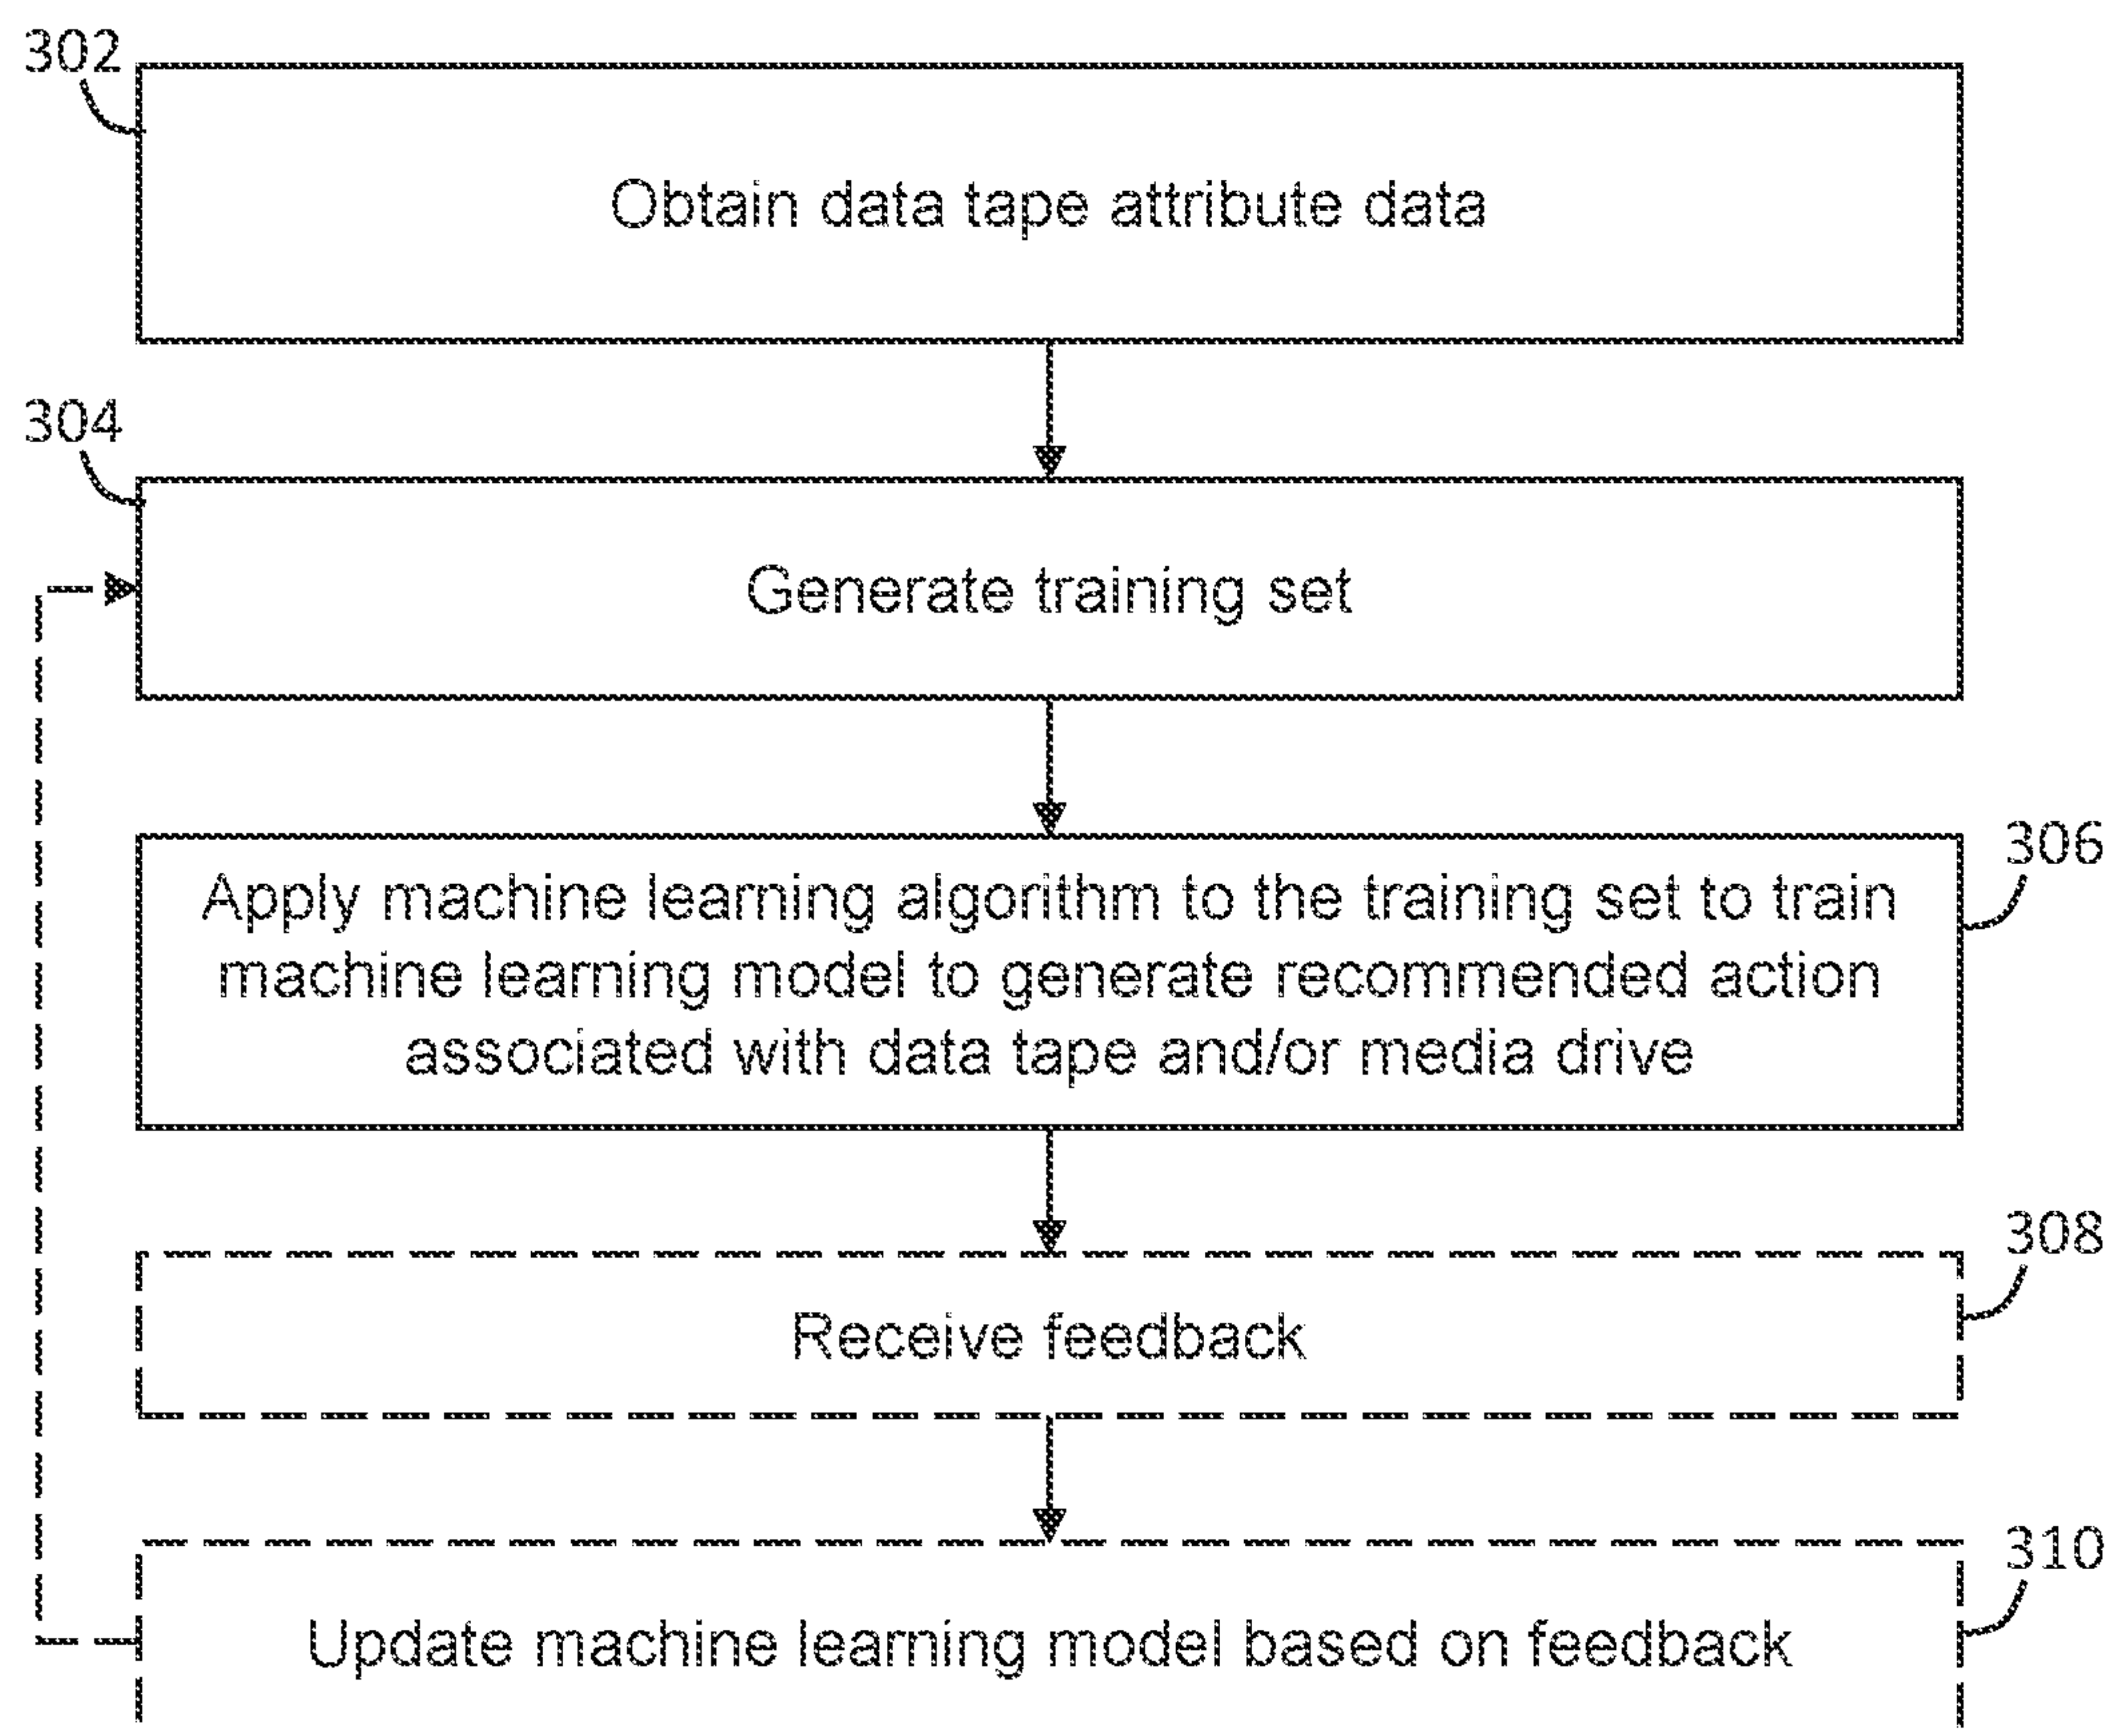 302
Obtain data tape attribute data
304
Generate training set
306
Apply machine learning algorithm to the training set to train
machine learning model to generate recommended action
associated with data tape and/or media drive
308
Receive feedback
310
Update machine learning model based on feedback